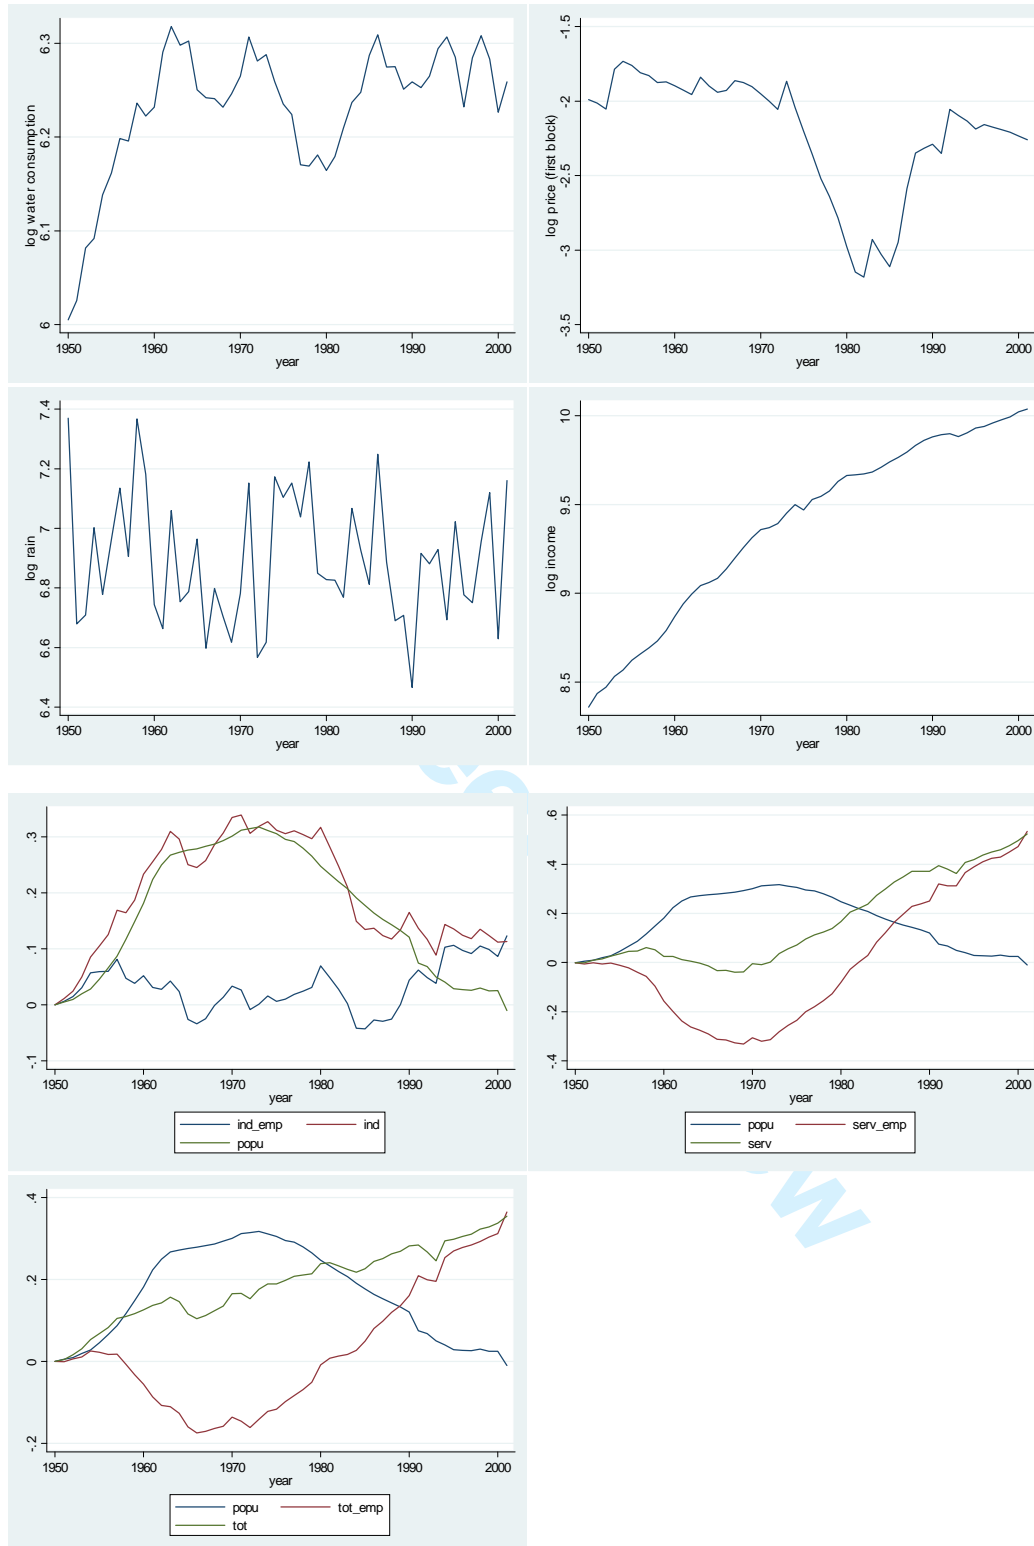 log water consumption
6.3
6.2
6.1
6
1950 1960 1970 1980 1990 2000
year
log price (first block)
-1.5
-2
-2.5
-3
-3.5
1950 1960 1970 1980 1990 2000
year
log rain
7.4
7.2
7
6.8
6.6
6.4
1950 1960 1970 1980 1990 2000
year
log income
10
9.5
9
8.5
1950 1960 1970 1980 1990 2000
year
.3
.2
.1
0
-.1
1950 1960 1970 1980 1990 2000
year
ind_emp ind
popu
.6
.4
.2
0
-.2
-.4
1950 1960 1970 1980 1990 2000
year
popu serv_emp
serv
.4
.2
0
-.2
1950 1960 1970 1980 1990 2000
year
popu tot_emp
tot
w